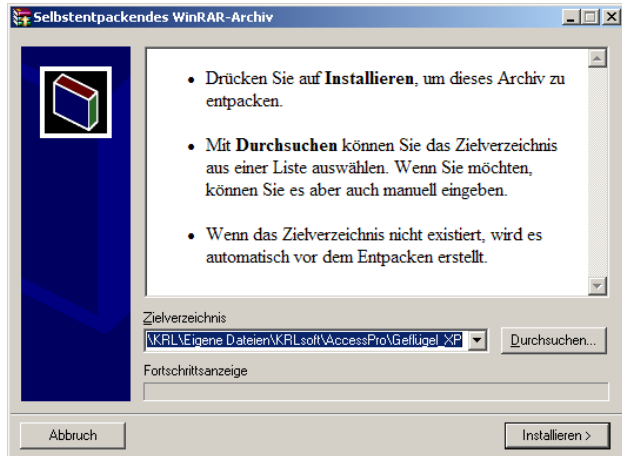 Selbstentpackendes WinRAR-Archiv
• Drücken Sie auf Installieren, um dieses Archiv zu
entpacken.
• Mit Durchsuchen können Sie das Zielverzeichnis
aus einer Liste auswählen. Wenn Sie möchten,
können Sie es aber auch manuell eingeben.
• Wenn das Zielverzeichnis nicht existiert, wird es
automatisch vor dem Entpacken erstellt.
Zielverzeichnis
\KRL\Eigene Dateien\KRLsoft\AccessPro\Geflügel_XP
Durchsuchen...
Fortschrittsanzeige
Abbruch
Installieren >